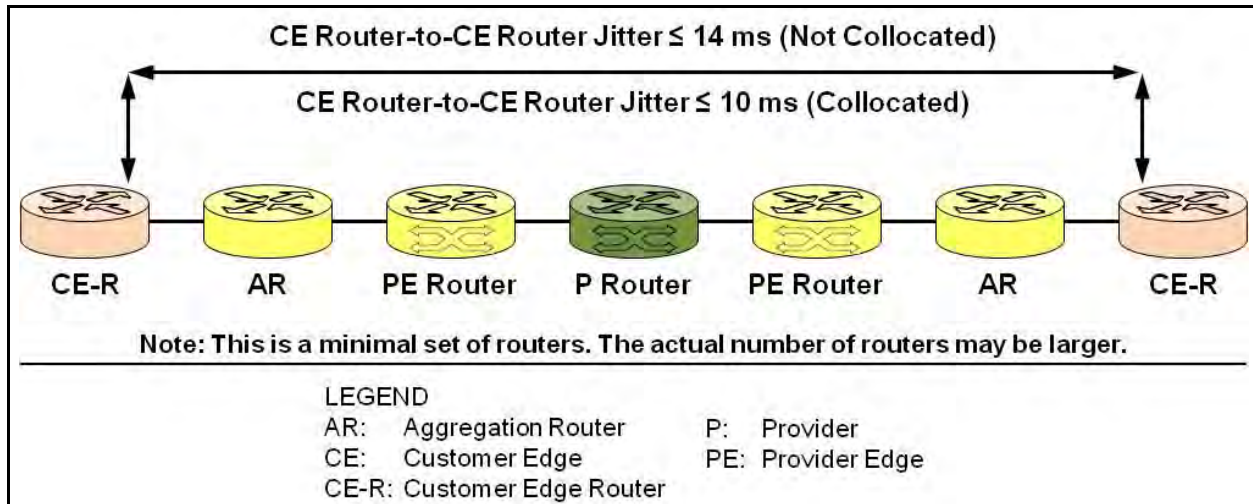 CE Router-to-CE Router Jitter ≤ 14 ms (Not Collocated)
CE Router-to-CE Router Jitter ≤ 10 ms (Collocated)
CE-R AR PE Router P Router PE Router AR CE-R
Note: This is a minimal set of routers. The actual number of routers may be larger.
LEGEND
AR: Aggregation Router P: Provider
CE: Customer Edge PE: Provider Edge
CE-R: Customer Edge Router